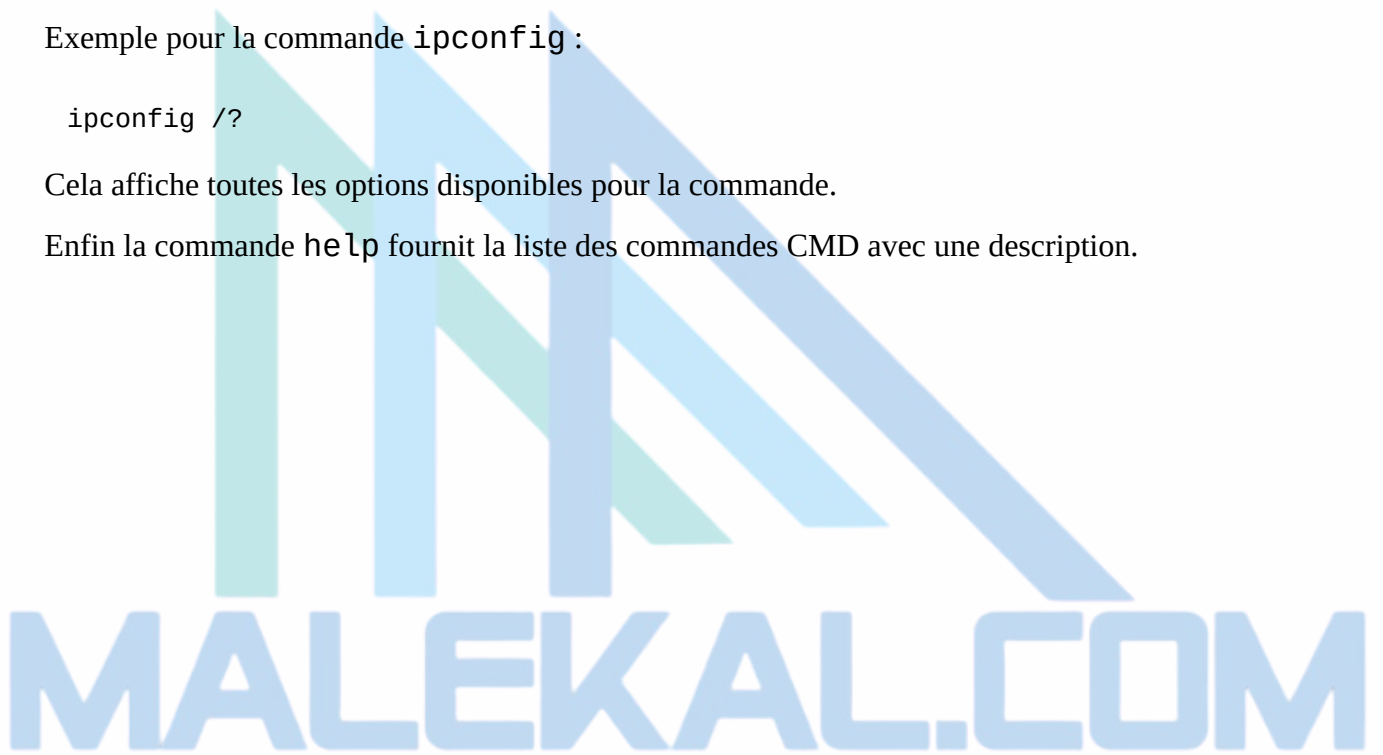 Exemple pour la commande ipconfig :
ipconfig /?
Cela affiche toutes les options disponibles pour la commande.
Enfin la commande help fournit la liste des commandes CMD avec une description.
MALEKAL.COM